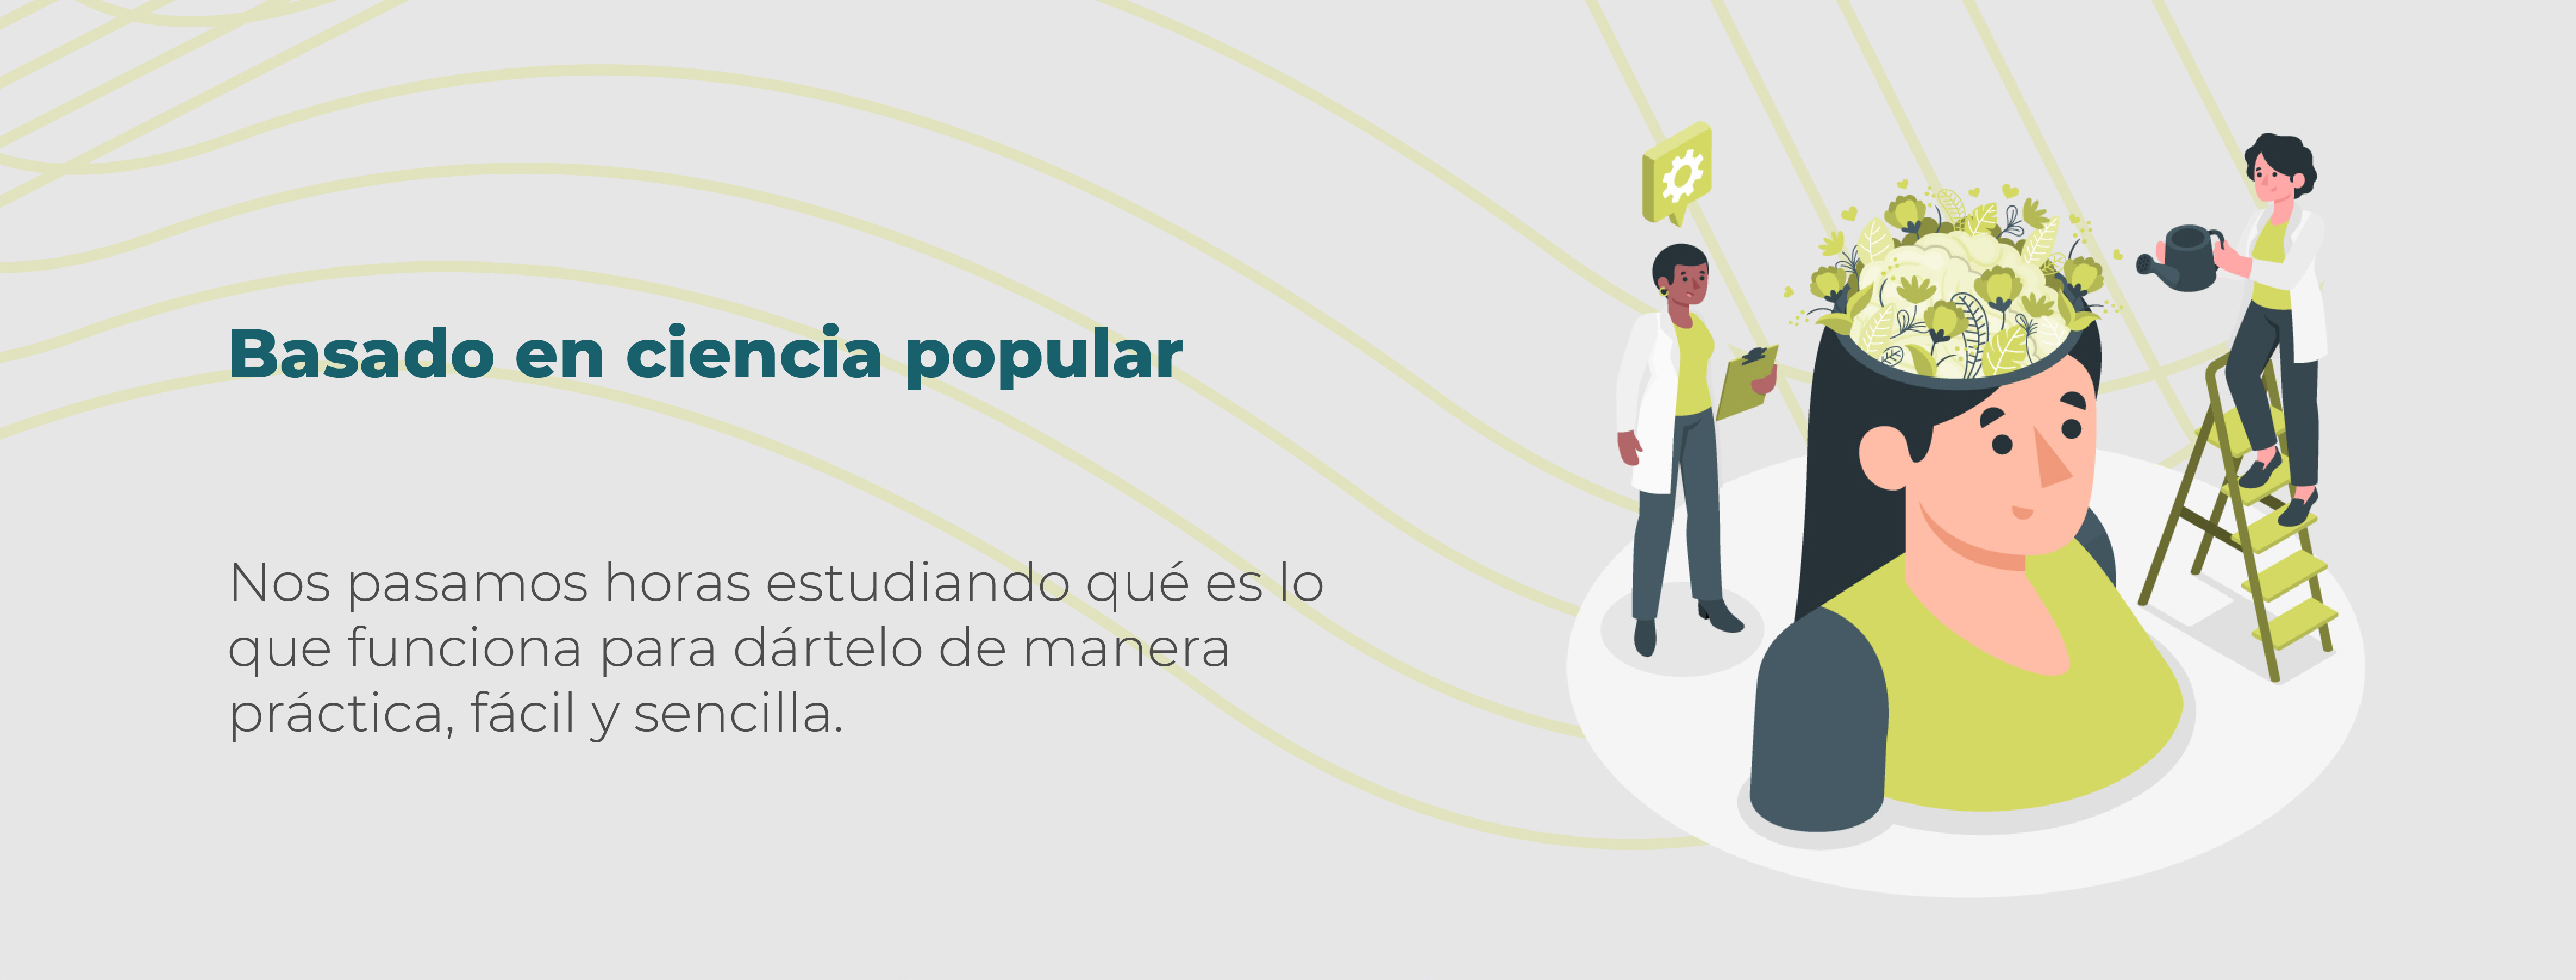 Basado en ciencia popular
Nos pasamos horas estudiando qué es lo
que funciona para dártelo de manera
práctica, fácil y sencilla.